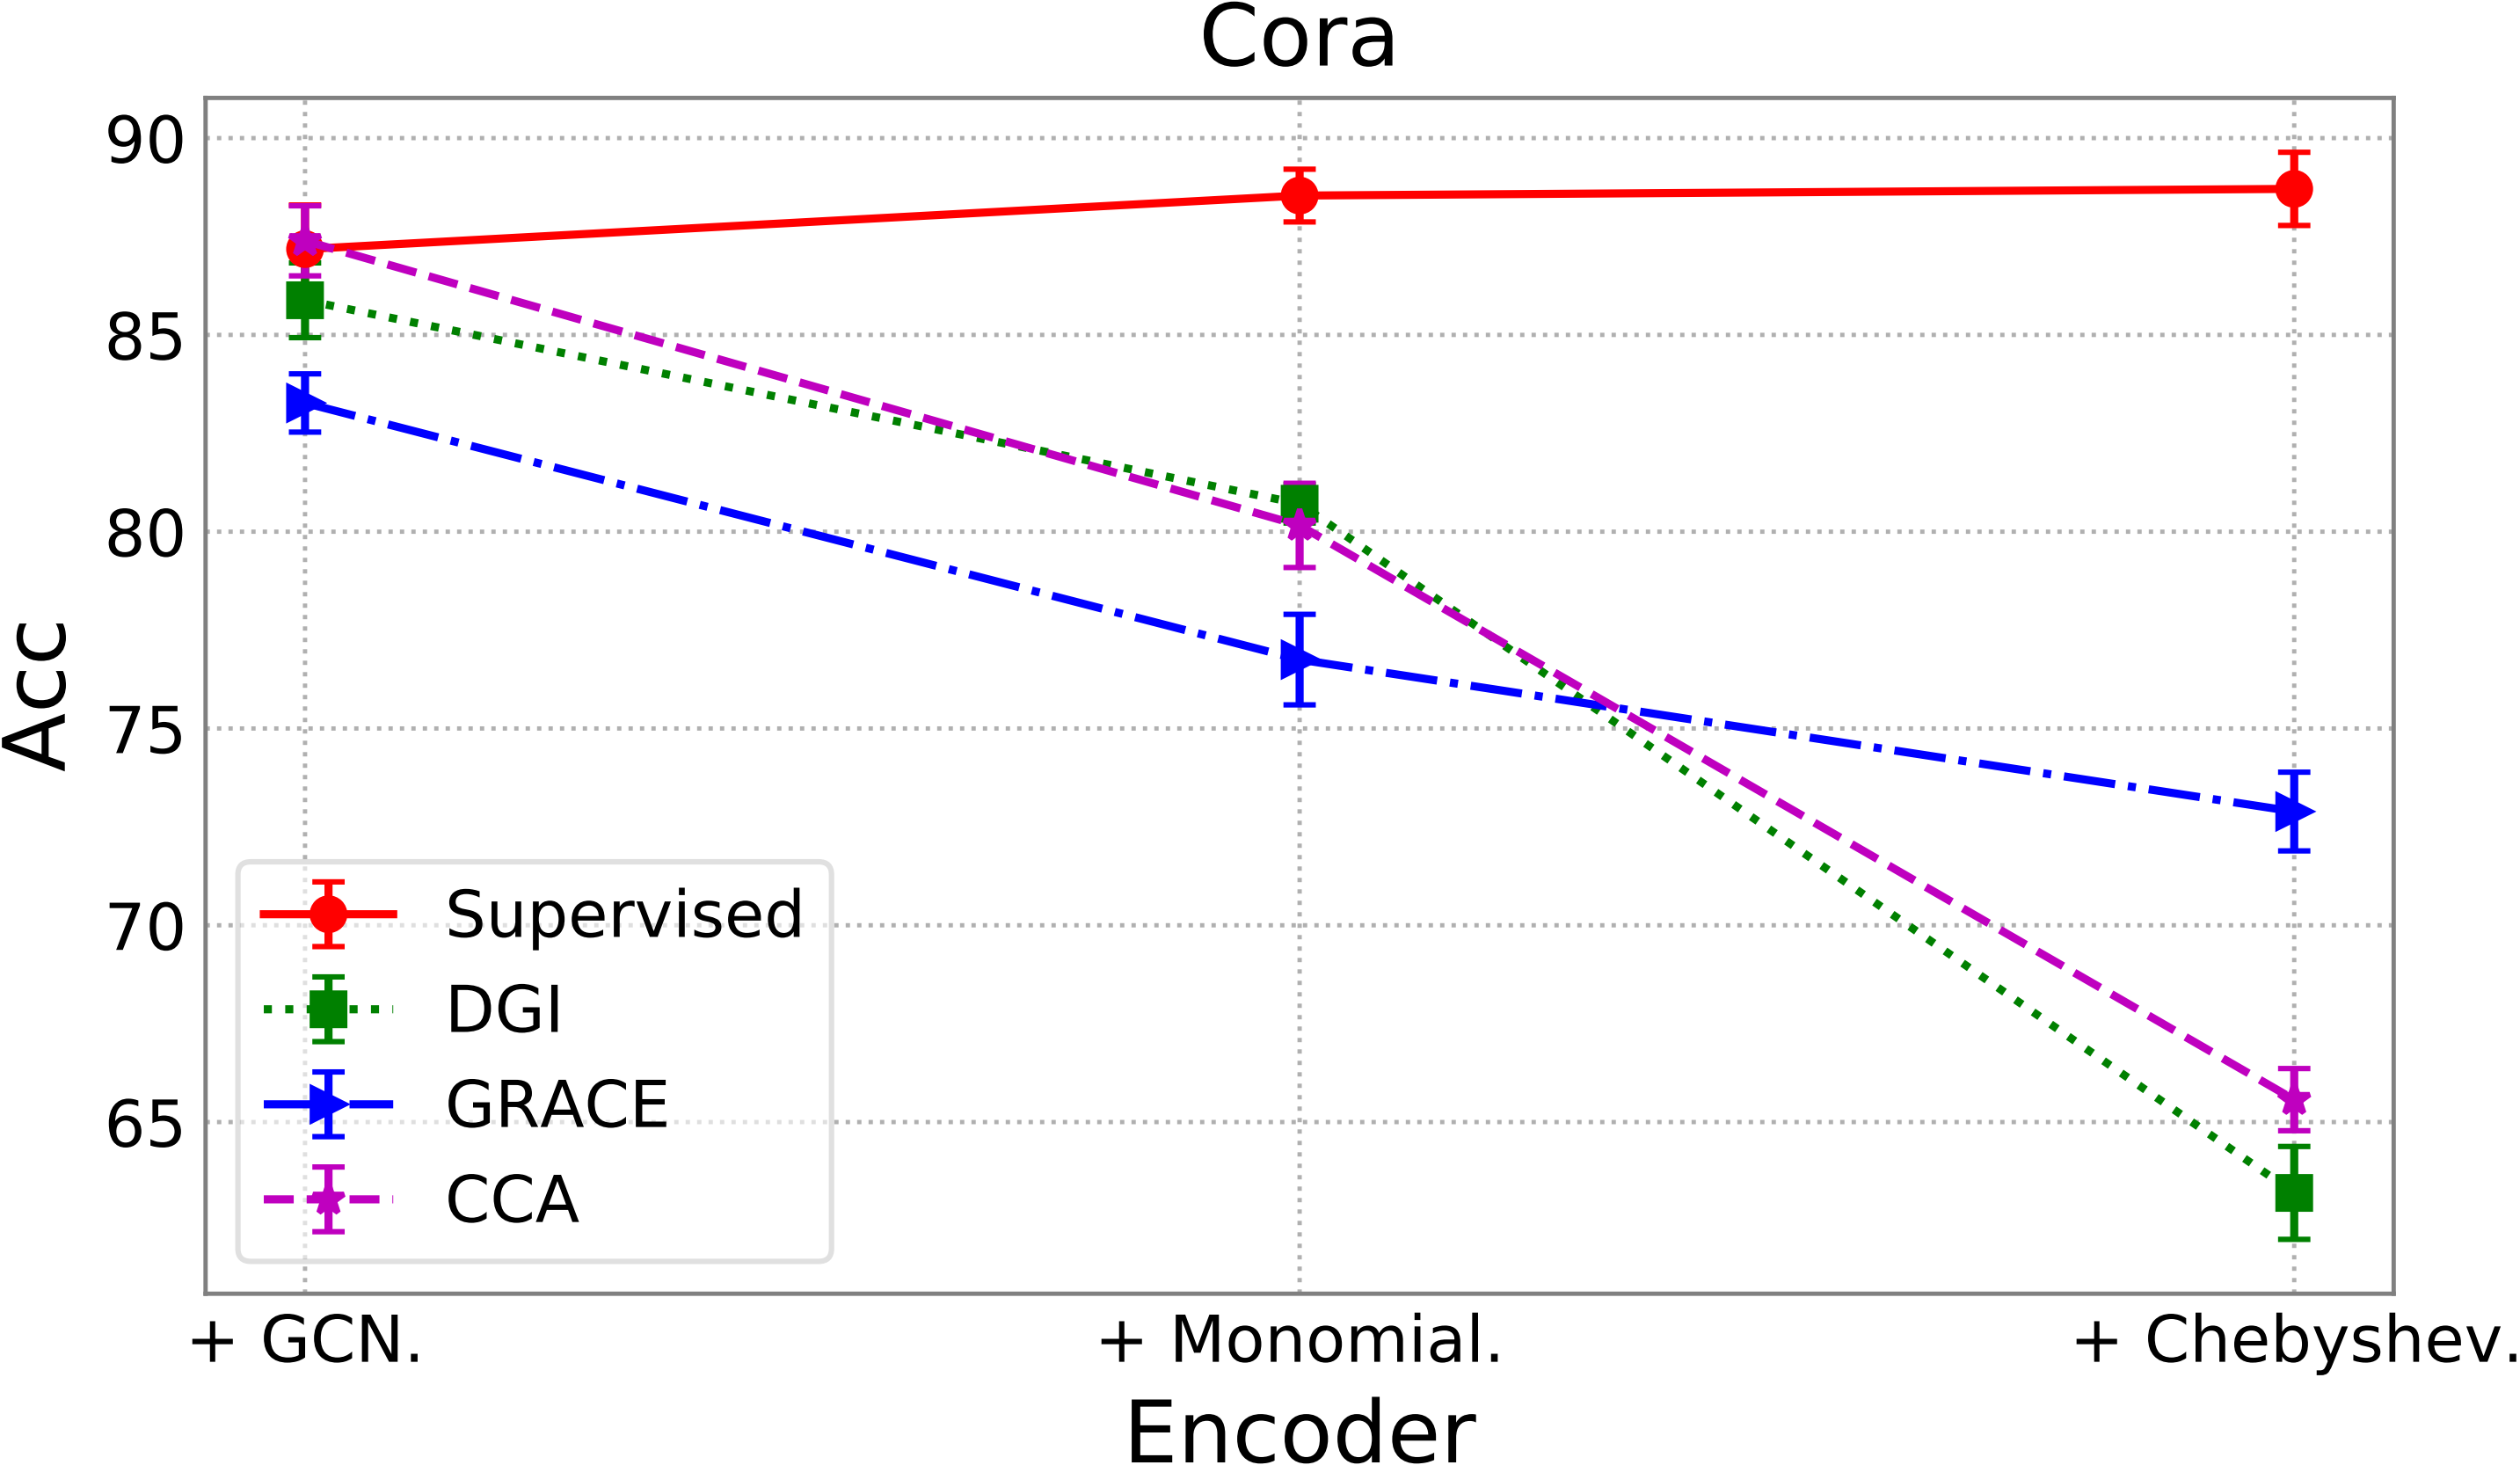 Cora
Acc
90
85
80
75
70
65
Supervised
DGI
GRACE
CCA
+ GCN.
+ Monomial.
+ Chebyshev.
Encoder